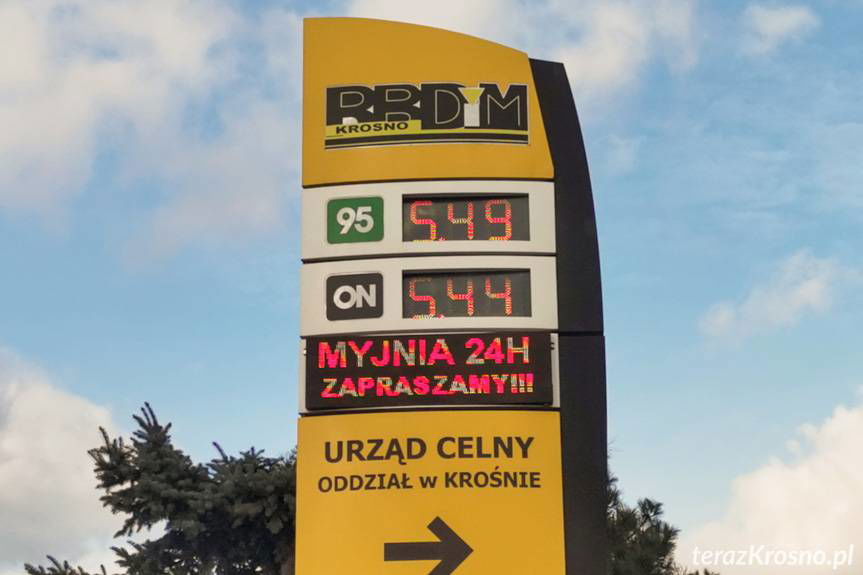 RBDiM
KROSNO
95 5.49
ON 5.44
MYJNIA 24H
ZAPRASZAMY!!!
URZĄD CELNY
ODDZIAŁ w KROŚNIE
terazKrosno.pl